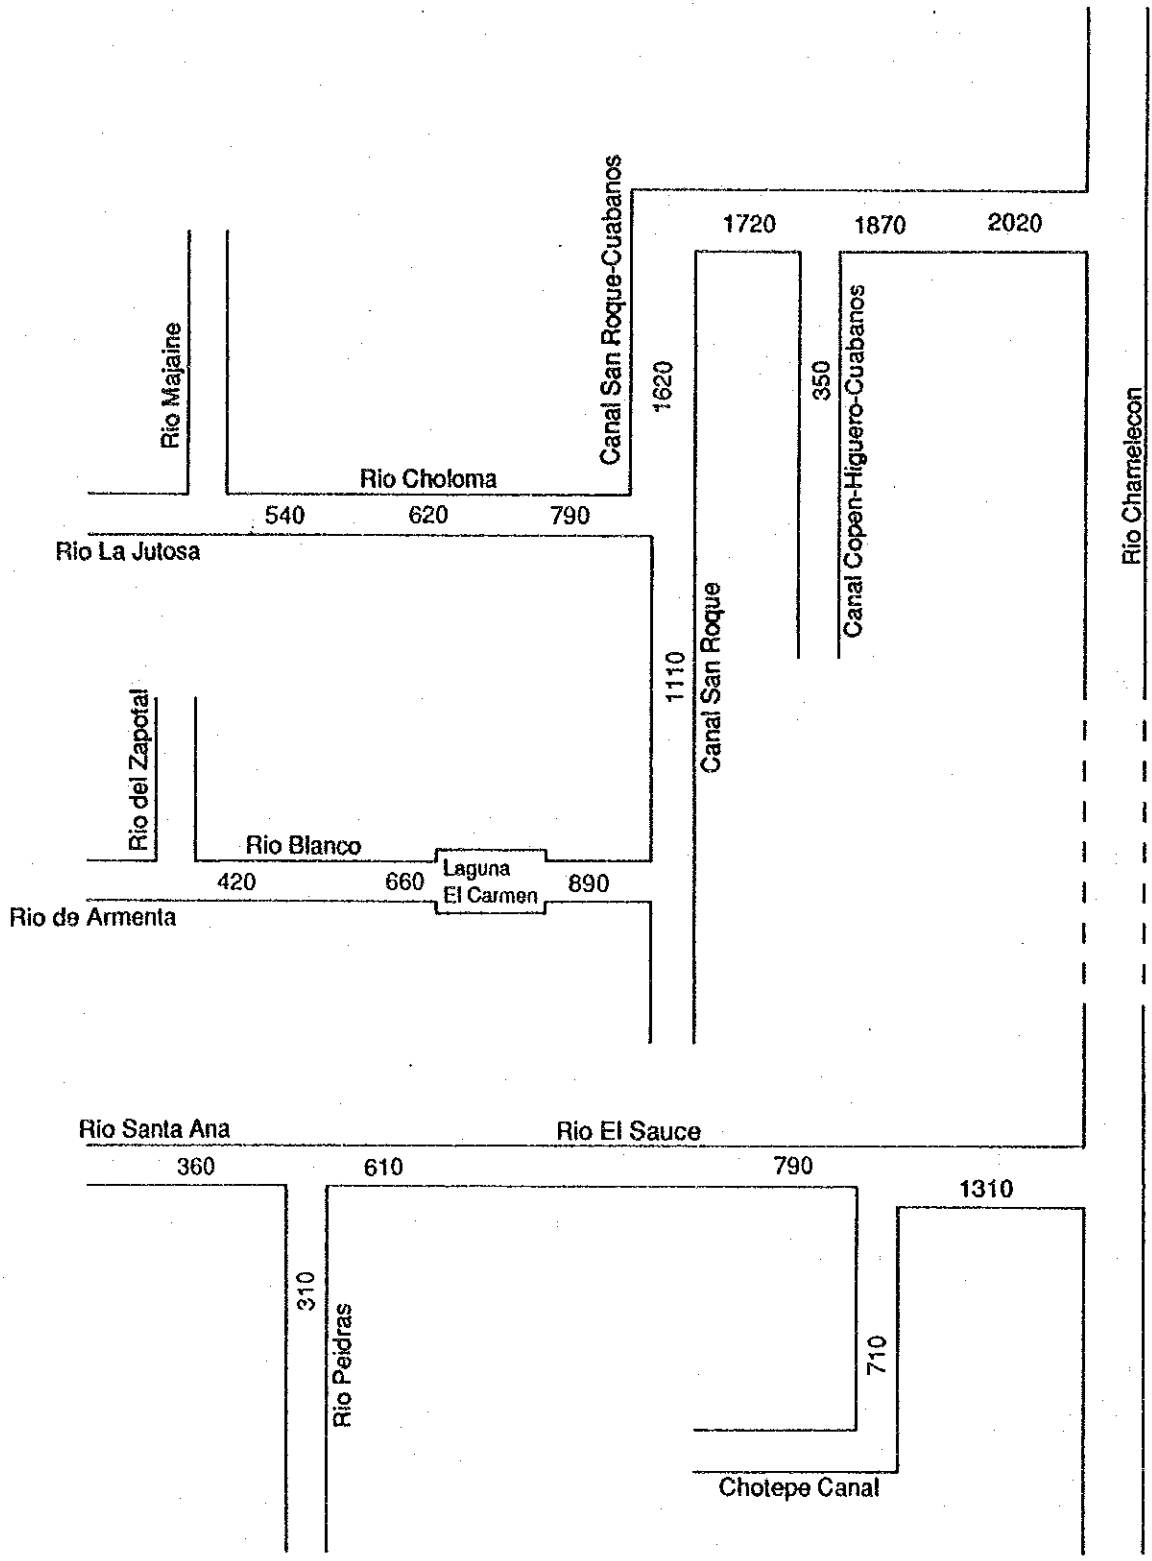 1720
1870
2020
Canal San Roque-Cuabanos
Rio Majaine
1620
350
Canal Copen-Higuero-Cuabanos
Rio Chamelecon
Rio Choloma
540
620
790
Rio La Jutosa
1110
Canal San Roque
Rio del Zapotal
Rio Blanco
Laguna
El Carmen
420
660
890
Rio de Armenta
Rio Santa Ana
Rio El Sauce
360
610
790
1310
310
Rio Peidras
710
Chotepe Canal